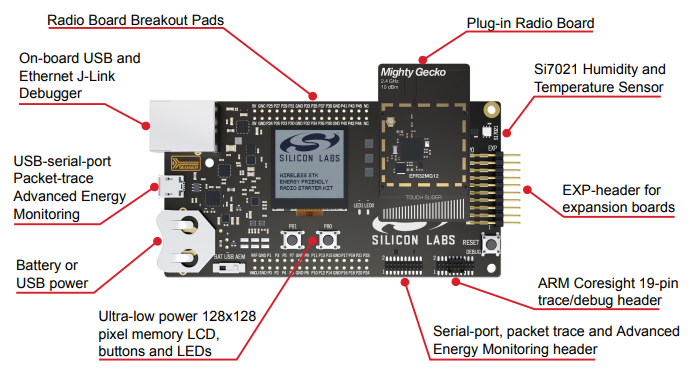 Radio Board Breakout Pads
Plug-in Radio Board
On-board USB and
Ethernet J-Link
Debugger
Si7021 Humidity and
Temperature Sensor
Mighty Gecko
2.4 GHz
10 dBm
SILICON LABS
WIRELESS STK
ENERGY FRIENDLY
RADIO STARTER KIT
EFR32MG12
EXP
USB-serial-port
Packet-trace
Advanced Energy
Monitoring
EXP-header for
expansion boards
TOUCH SLIDER
LED1 LED0
PB1
PB0
SILICON LABS
RESET
DEBUG
BAT USB AEM
Battery or
USB power
Ultra-low power 128x128
pixel memory LCD,
buttons and LEDs
ARM Coresight 19-pin
trace/debug header
Serial-port, packet trace and Advanced
Energy Monitoring header